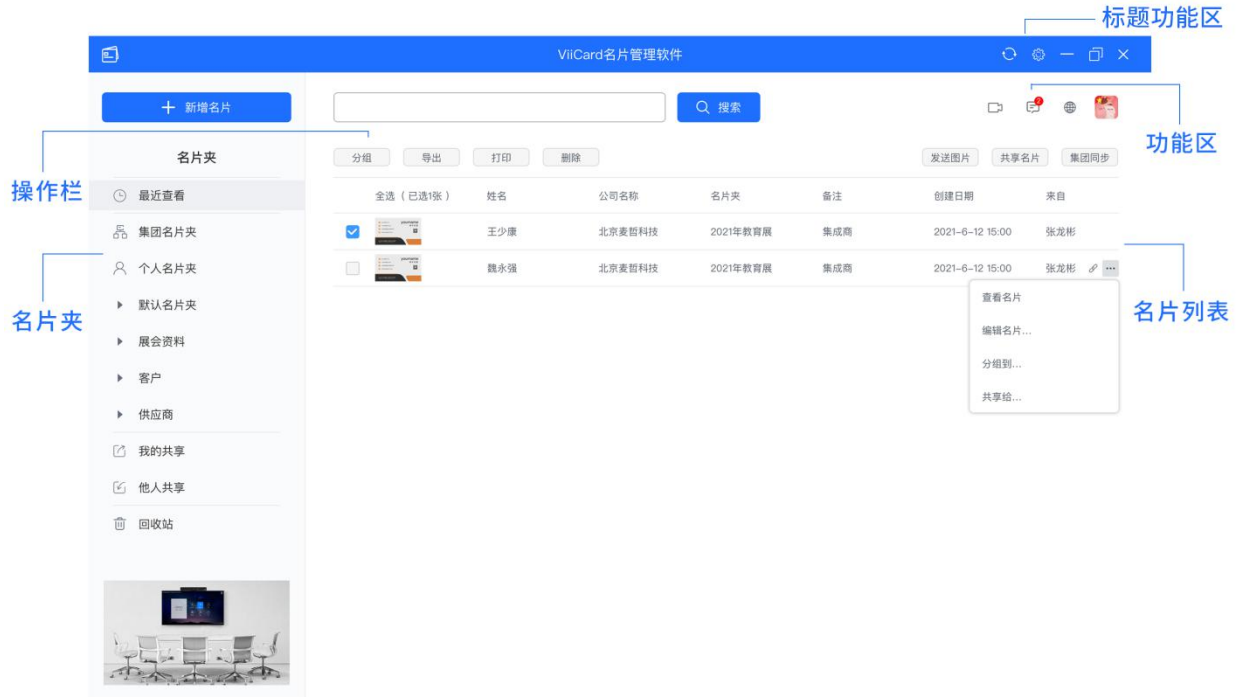 标题功能区
ViiCard名片管理软件
新增名片
搜索
2
功能区
操作栏
名片夹
分组 导出 打印 删除 发送图片 共享名片 集团同步
最近查看
全选（已选1张） 姓名 公司名称 名片夹 备注 创建日期 来自
集团名片夹
王少康 北京麦哲科技 2021年教育展 集成商 2021-6-12 15:00 张龙彬
个人名片夹
魏永强 北京麦哲科技 2021年教育展 集成商 2021-6-12 15:00 张龙彬
名片夹
默认名片夹
查看名片
名片列表
展会资料
编辑名片...
客户
分组到...
供应商
共享给...
我的共享
他人共享
回收站